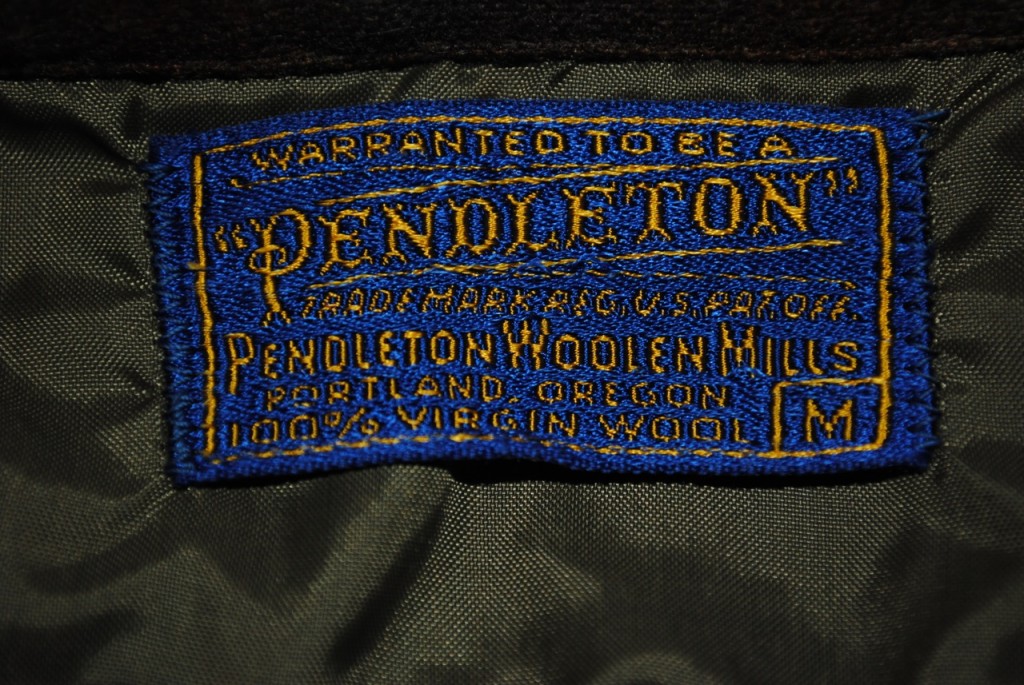 WARRANTED TO BE A
"PENDLETON"
TRADE MARK REG. U.S. PAT. OFF.
PENDLETON WOOLEN MILLS
PORTLAND, OREGON
100% VIRGIN WOOL M